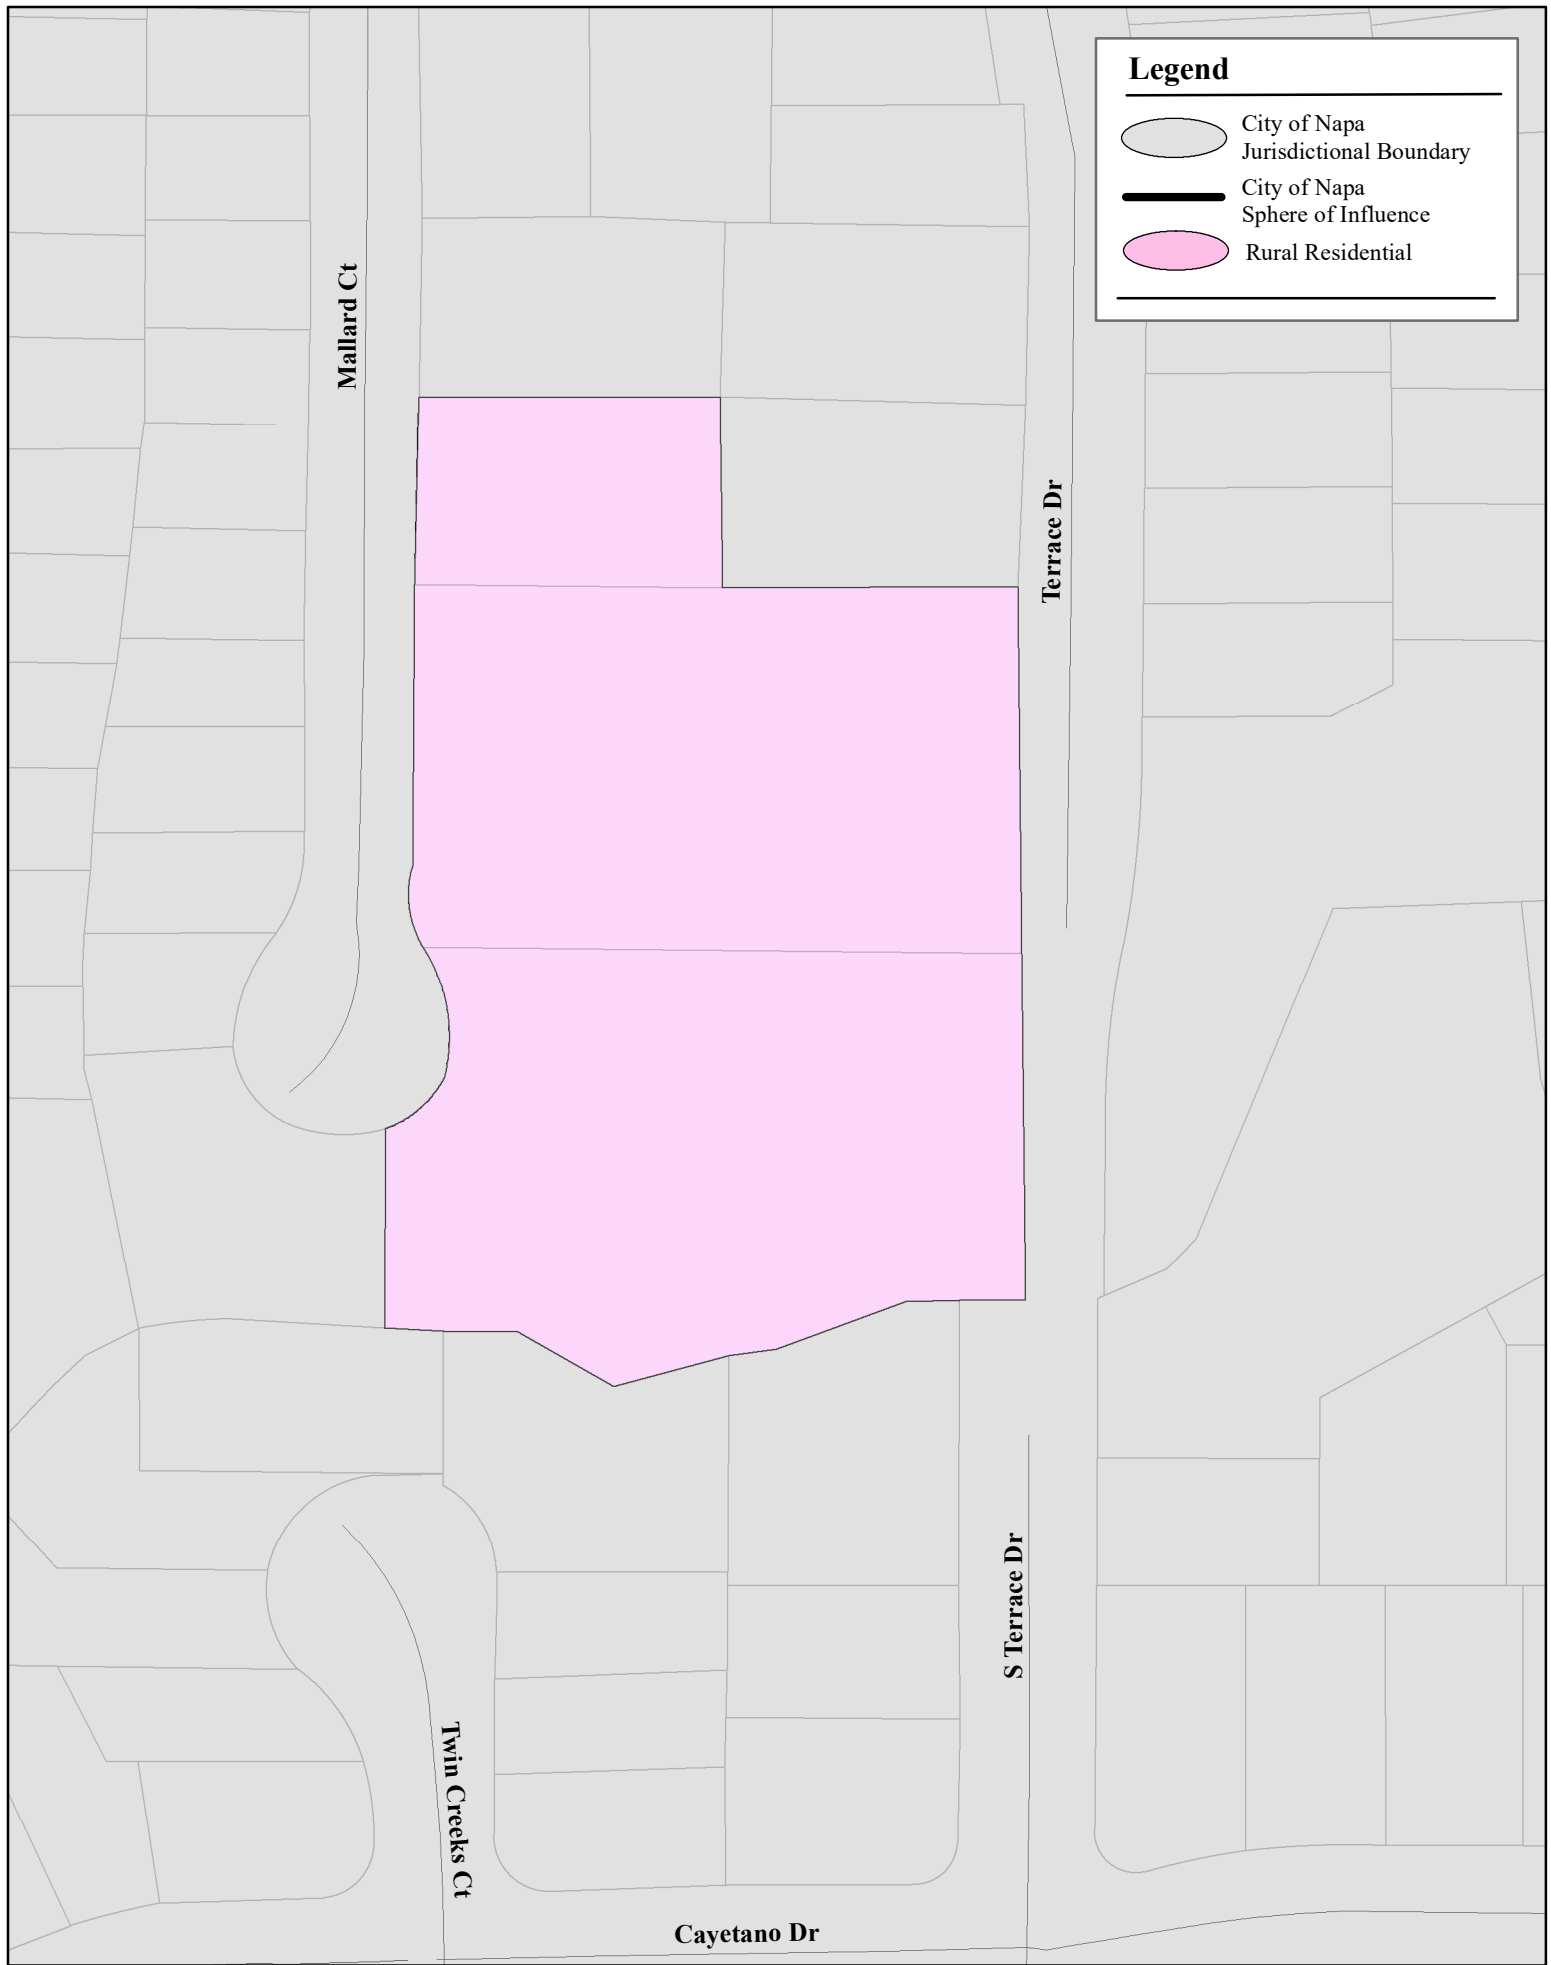 Legend
City of Napa
Jurisdictional Boundary
City of Napa
Sphere of Influence
Rural Residential
Mallard Ct
Terrace Dr
S Terrace Dr
Twin Creeks Ct
Cayetano Dr